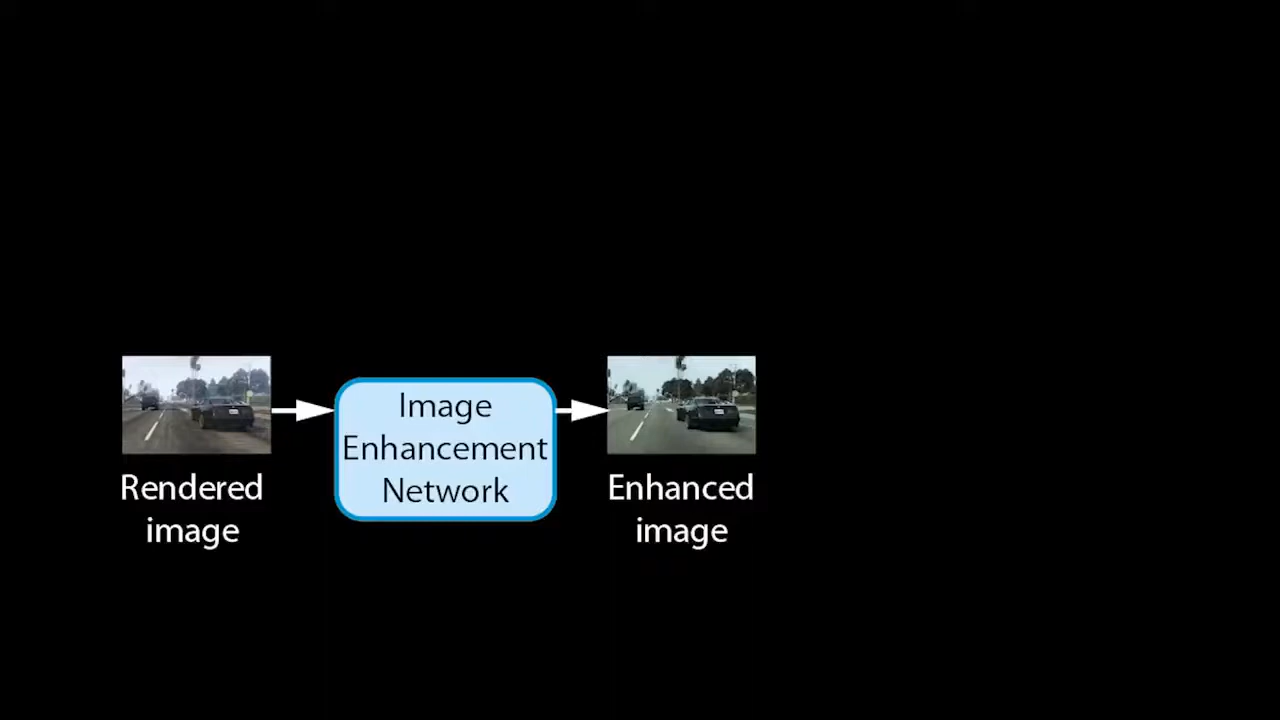 Image
Enhancement
Network
Rendered
image
Enhanced
image